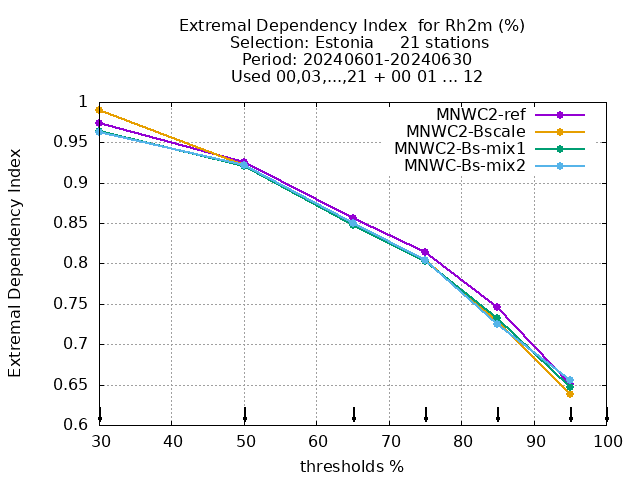 Extremal Dependency Index  for Rh2m (%)
Selection: Estonia     21 stations
Period: 20240601-20240630
Used 00,03,...,21 + 00 01 ... 12
MNWC2-ref
MNWC2-Bscale
MNWC2-Bs-mix1
MNWC-Bs-mix2
Extremal Dependency Index
1
0.95
0.9
0.85
0.8
0.75
0.7
0.65
0.6
30 40 50 60 70 80 90 100
thresholds %